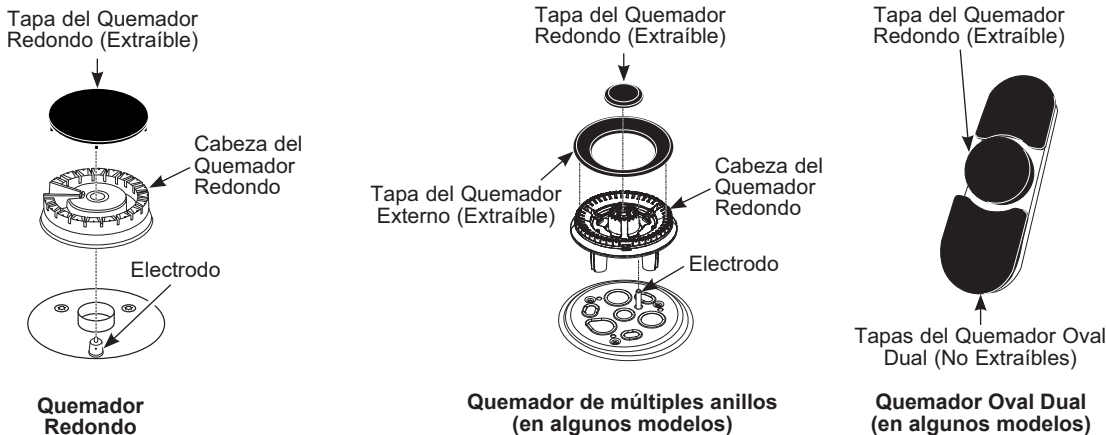 Tapa del Quemador
Redondo (Extraíble)
Cabeza del
Quemador
Redondo
Electrodo
Quemador
Redondo
Tapa del Quemador
Redondo (Extraíble)
Tapa del Quemador
Externo (Extraíble)
Cabeza del
Quemador
Redondo
Electrodo
Quemador de múltiples anillos
(en algunos modelos)
Tapa del Quemador
Redondo (Extraíble)
Tapas del Quemador Oval
Dual (No Extraíbles)
Quemador Oval Dual
(en algunos modelos)